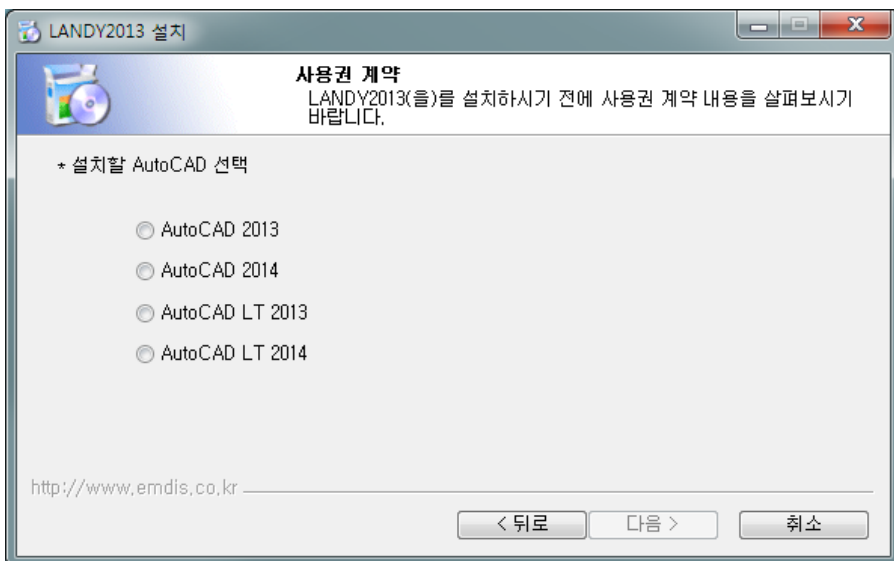 LANDY2013 설치
사용권 계약
LANDY2013(을)를 설치하시기 전에 사용권 계약 내용을 살펴보시기
바랍니다.
* 설치할 AutoCAD 선택
AutoCAD 2013
AutoCAD 2014
AutoCAD LT 2013
AutoCAD LT 2014
http://www.emdis.co.kr
< 뒤로 다음 > 취소